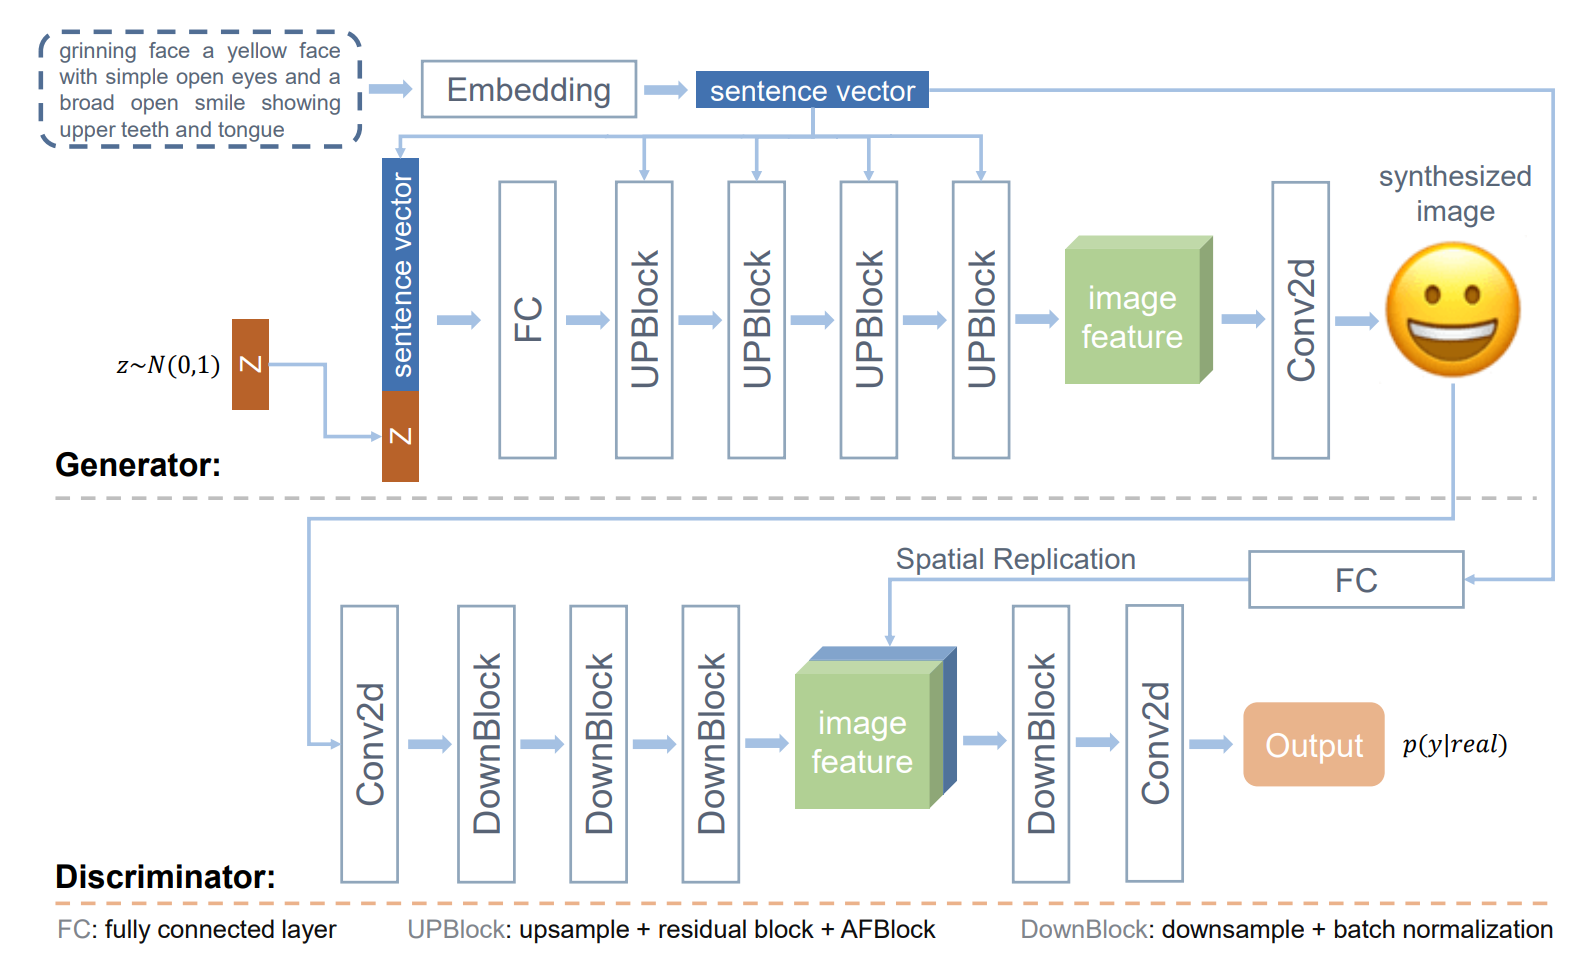 grinning face a yellow face
with simple open eyes and a
broad open smile showing
upper teeth and tongue
Embedding
sentence vector
synthesized
image
sentence vector
Z
z~N(0,1)
Z
FC
UPBlock
UPBlock
UPBlock
UPBlock
image
feature
Conv2d
Generator:
Spatial Replication
FC
Conv2d
DownBlock
DownBlock
DownBlock
image
feature
DownBlock
Conv2d
Output
p(y|real)
Discriminator:
FC: fully connected layer
UPBlock: upsample + residual block + AFBlock
DownBlock: downsample + batch normalization